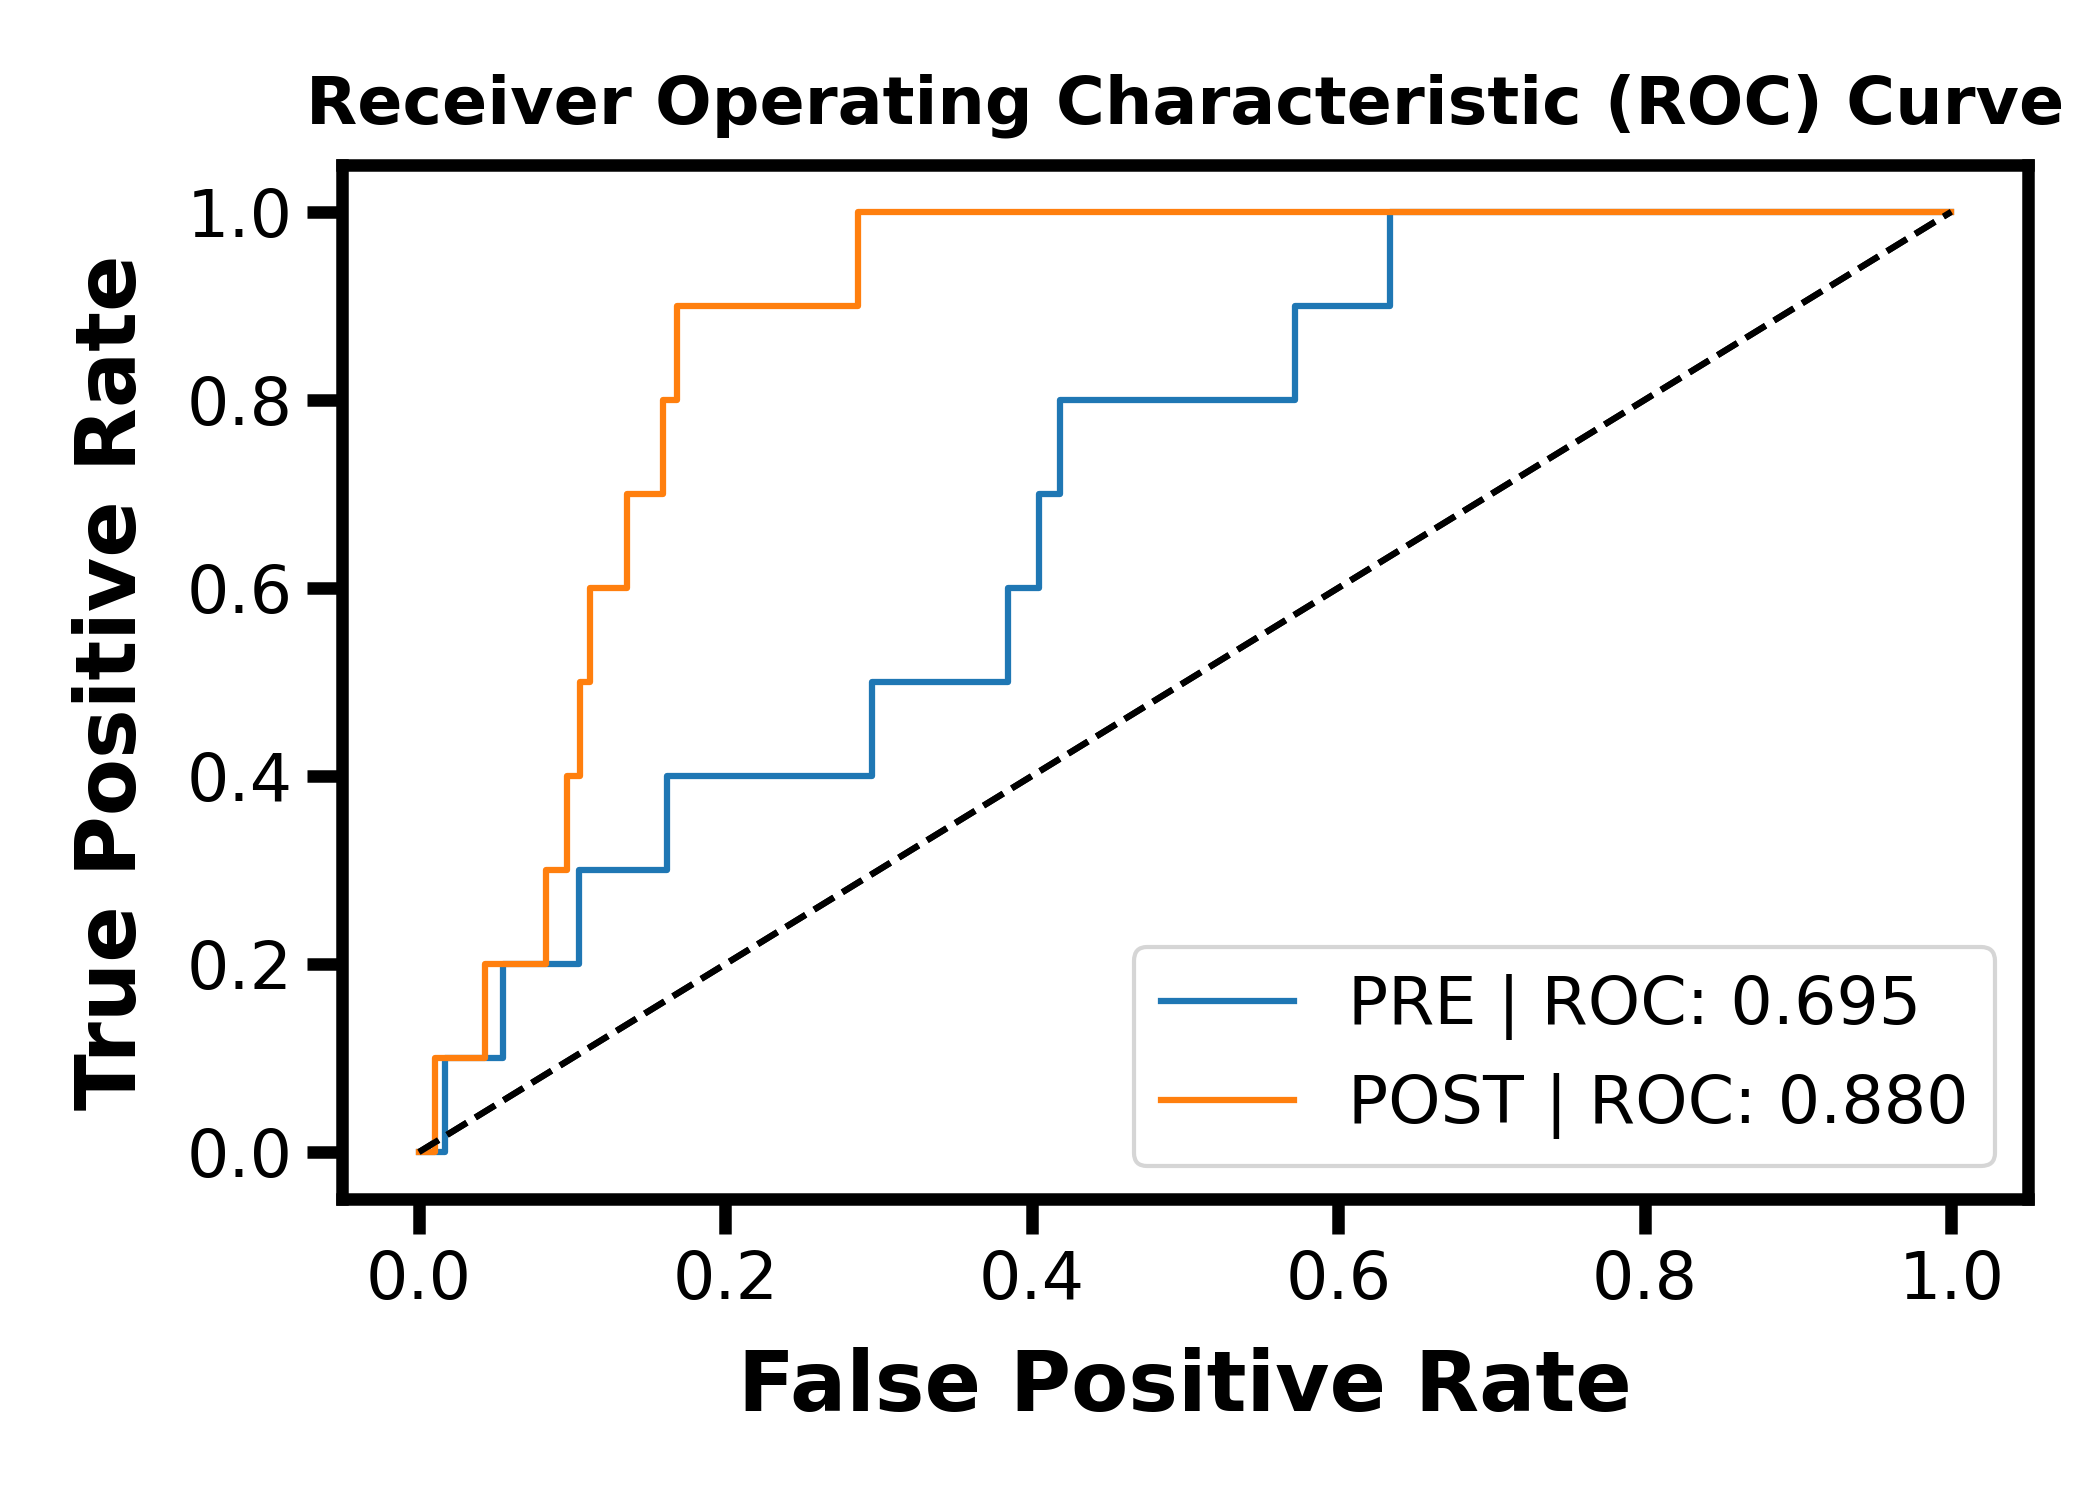 Receiver Operating Characteristic (ROC) Curve
True Positive Rate
1.0
0.8
0.6
0.4
0.2
0.0
PRE | ROC: 0.695
POST | ROC: 0.880
0.0 0.2 0.4 0.6 0.8 1.0
False Positive Rate